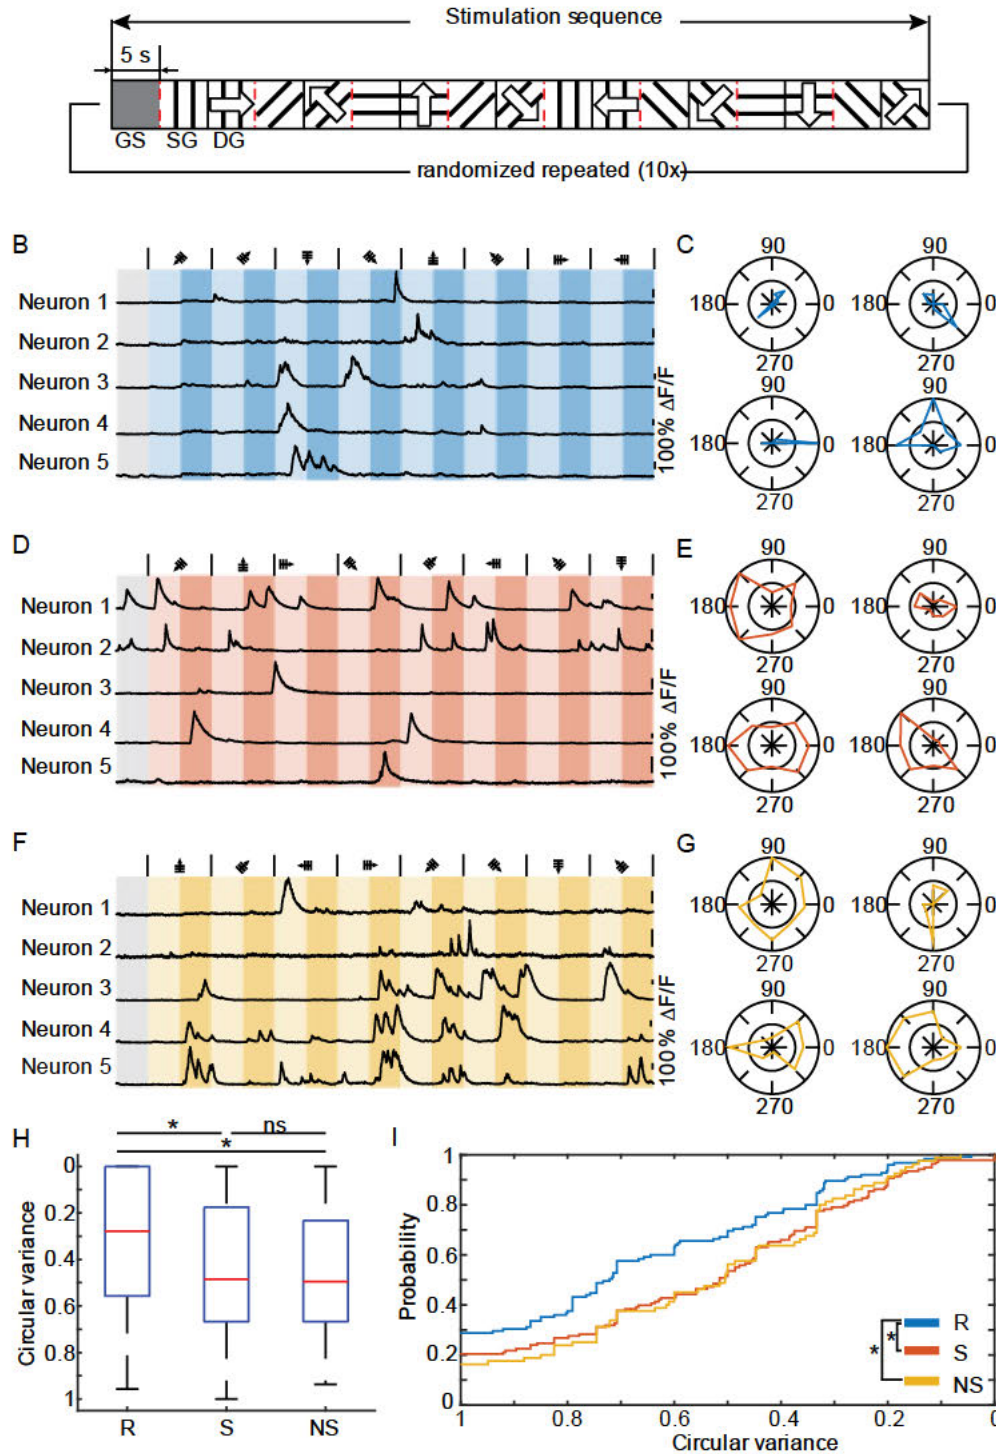 Stimulation sequence
5 s
GS SG DG
randomized repeated (10x)
B
Neuron 1
Neuron 2
Neuron 3
Neuron 4
Neuron 5
100% ΔF/F
C
90 90
180 0 180 0
270 270
90 90
180 0 180 0
270 270
D
Neuron 1
Neuron 2
Neuron 3
Neuron 4
Neuron 5
100% ΔF/F
E
90 90
180 0 180 0
270 270
90 90
180 0 180 0
270 270
F
Neuron 1
Neuron 2
Neuron 3
Neuron 4
Neuron 5
100% ΔF/F
G
90 90
180 0 180 0
270 270
90 90
180 0 180 0
270 270
H
* ns
*
Circular variance
0
0.2
0.4
0.6
0.8
1
R S NS
I
Probability
1
0.8
0.6
0.4
0.2
0
R
S
NS
* *
1 0.8 0.6 0.4 0.2 0
Circular variance